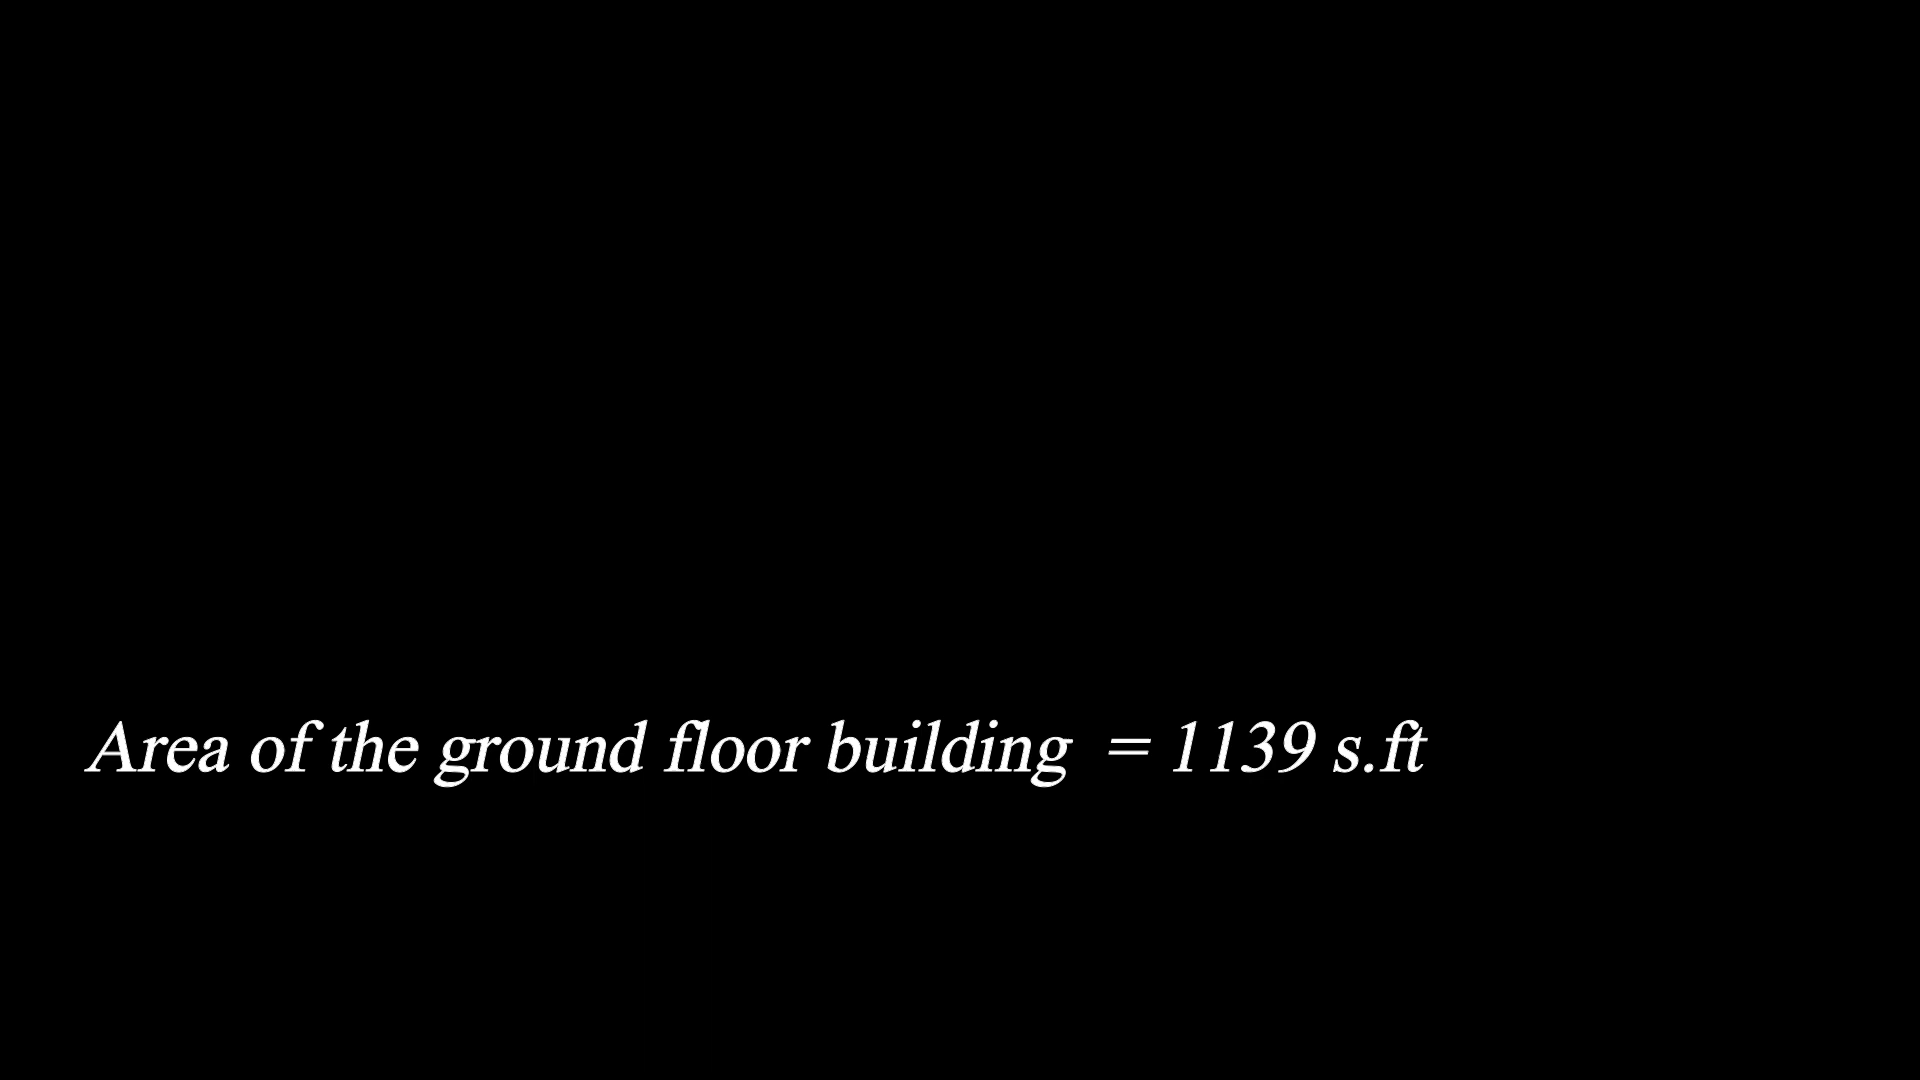 Area of the ground floor building = 1139 s.ft